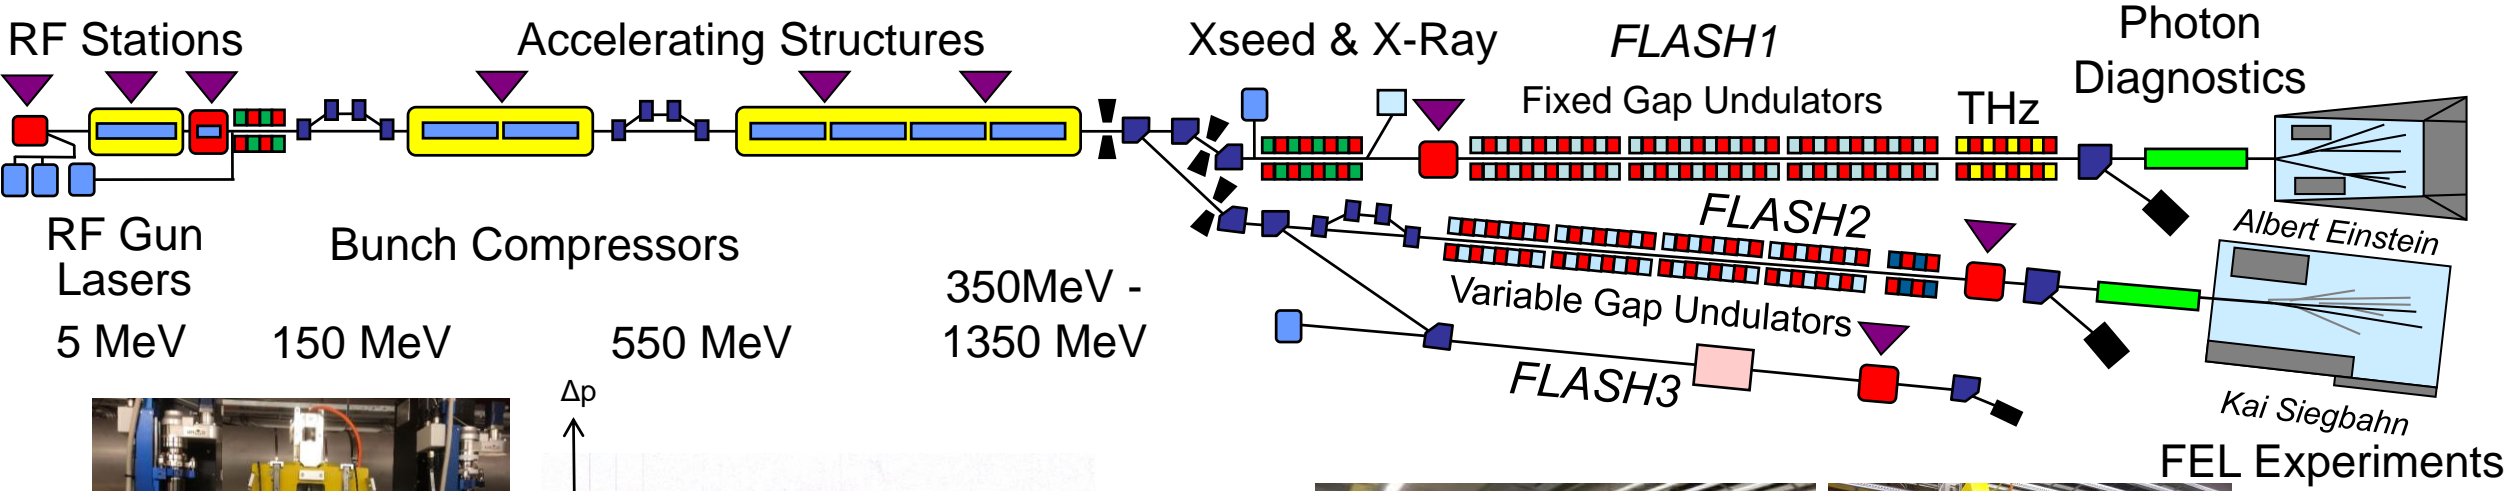 RF Stations
Accelerating Structures
Xseed & X-Ray
FLASH1
Photon
Diagnostics
Fixed Gap Undulators
THz
RF Gun
Lasers
Bunch Compressors
FLASH2
Albert Einstein
350MeV -
1350 MeV
5 MeV
150 MeV
550 MeV
Variable Gap Undulators
FLASH3
Kai Siegbahn
FEL Experiments
Δp